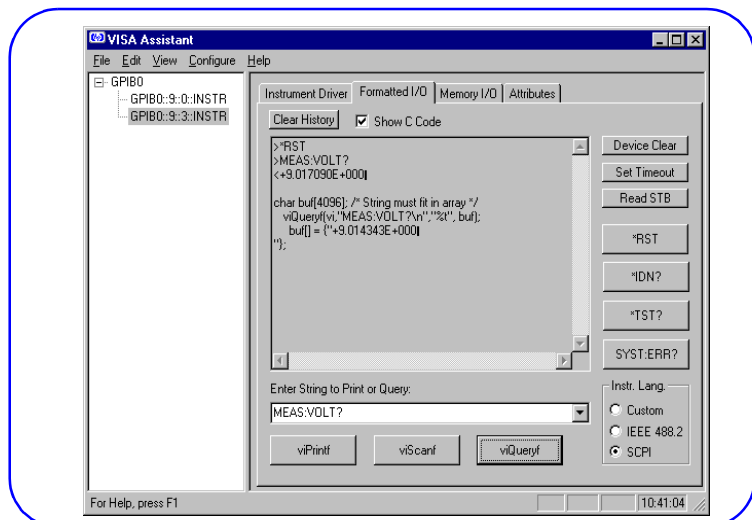 VISA Assistant
File Edit View Configure Help
GPIB0
GPIB0::9::0::INSTR
GPIB0::9::3::INSTR
Instrument Driver Formatted I/O Memory I/O Attributes
Clear History Show C Code
>*RST
>MEAS:VOLT?
<+9.017090E+000
char buf[4096]; /* String must fit in array */
viQueryf(vi,"MEAS:VOLT?\n","%t", buf);
buf[] = {"+9.014343E+000
"};
Device Clear
Set Timeout
Read STB
*RST
*IDN?
*TST?
SYST:ERR?
Enter String to Print or Query:
MEAS:VOLT?
viPrintf viScanf viQueryf
Instr. Lang.
Custom
IEEE 488.2
SCPI
For Help, press F1 10:41:04